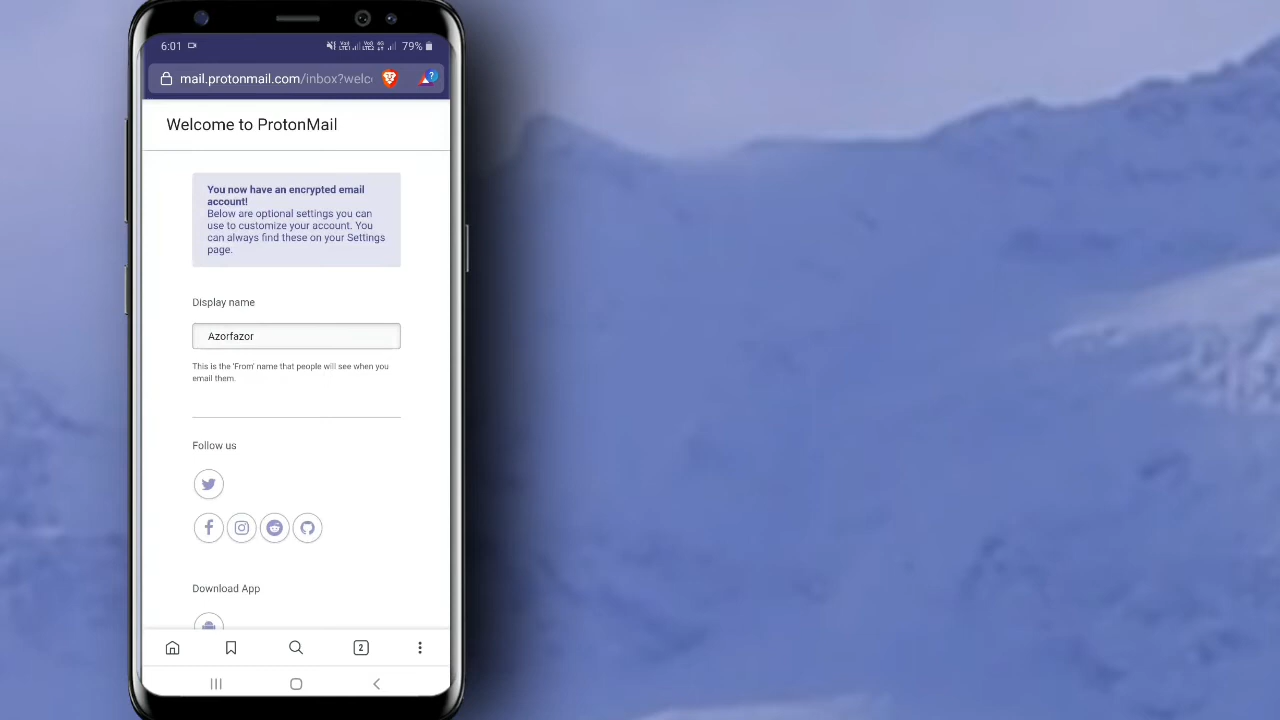 6:01
79%
mail.protonmail.com/inbox?welc
?
Welcome to ProtonMail
You now have an encrypted email
account!
Below are optional settings you can
use to customize your account. You
can always find these on your Settings
page.
Display name
Azorfazor
This is the 'From' name that people will see when you
email them.
Follow us
Download App
2